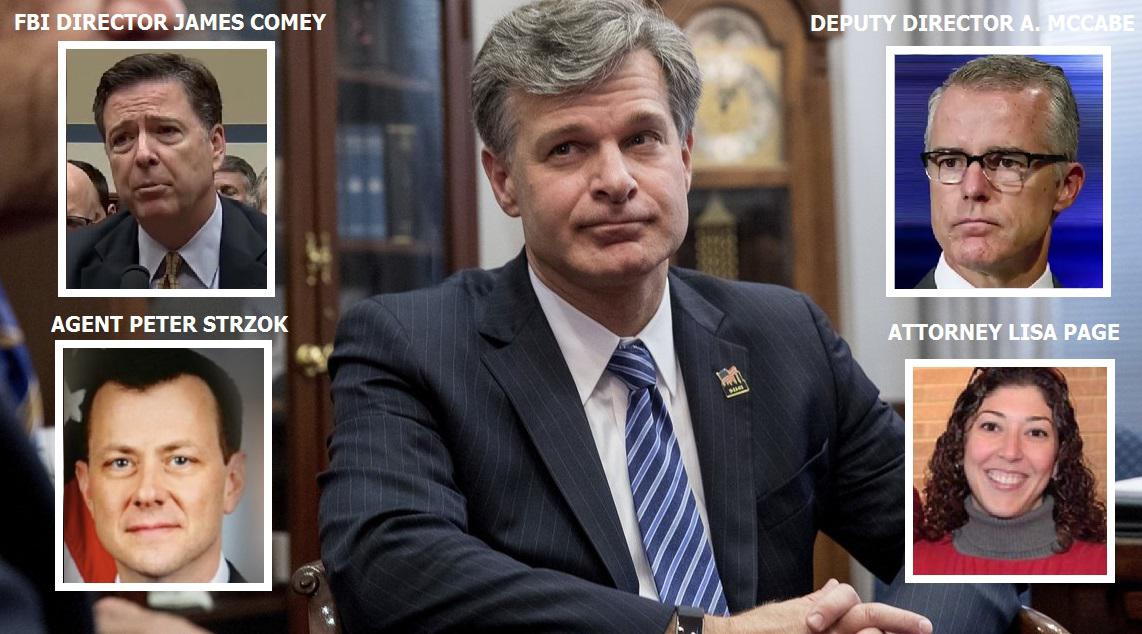 FBI DIRECTOR JAMES COMEY
DEPUTY DIRECTOR A. MCCABE
AGENT PETER STRZOK
ATTORNEY LISA PAGE